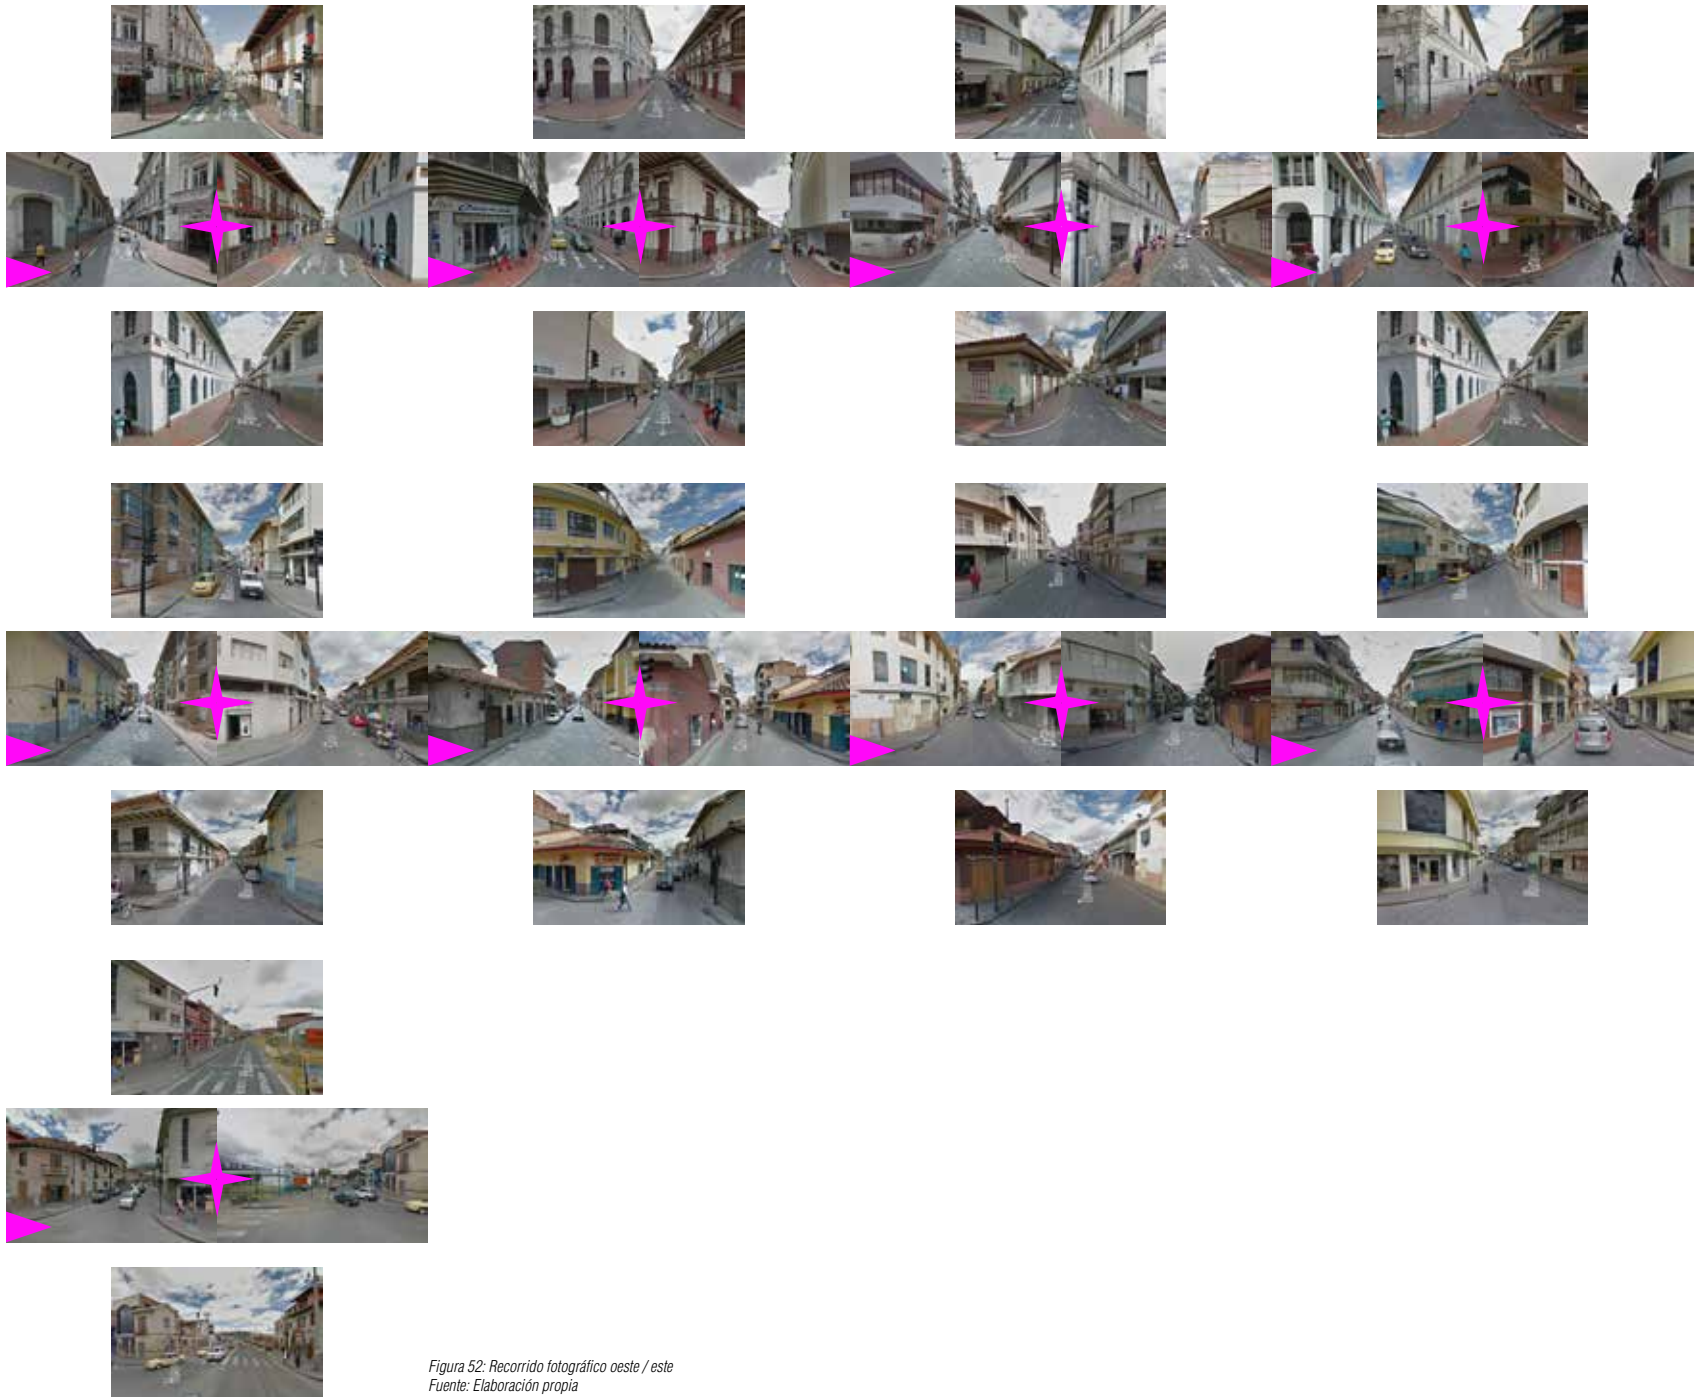 Figura 52: Recorrido fotográfico oeste / este
Fuente: Elaboración propia